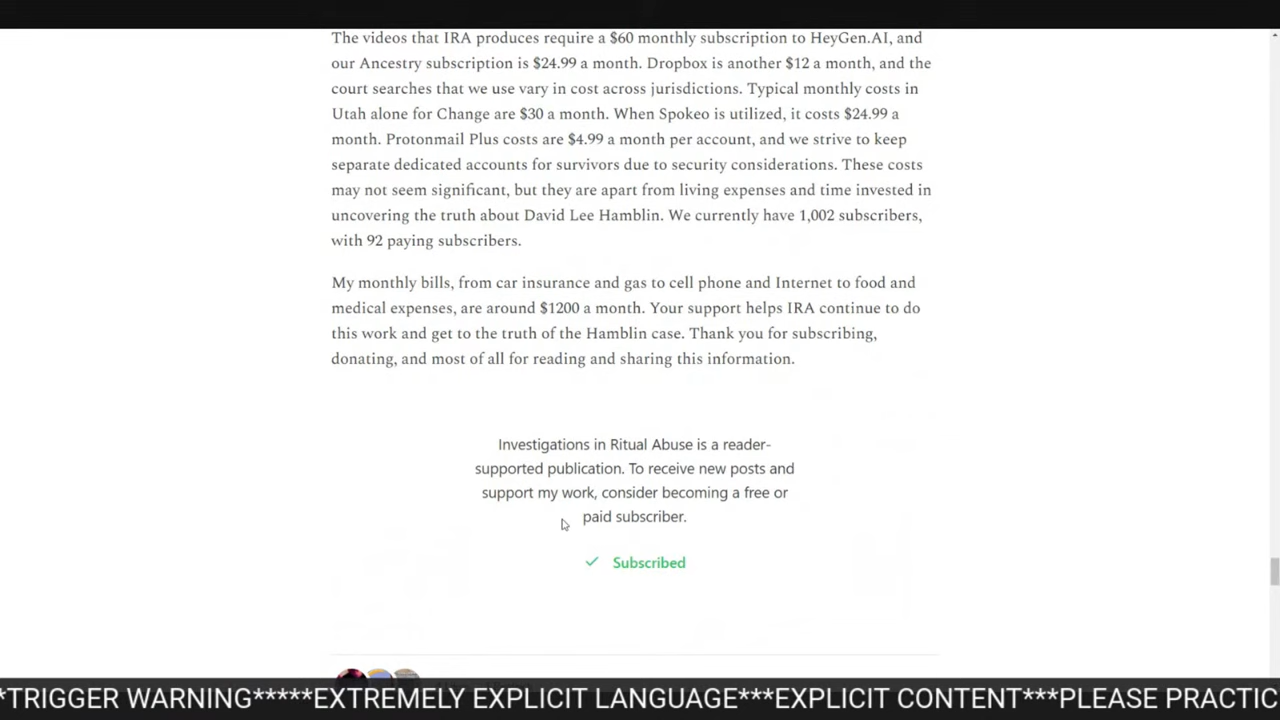 The videos that IRA produces require a $60 monthly subscription to HeyGen.AI, and
our Ancestry subscription is $24.99 a month. Dropbox is another $12 a month, and the
court searches that we use vary in cost across jurisdictions. Typical monthly costs in
Utah alone for Change are $30 a month. When Spokeo is utilized, it costs $24.99 a
month. Protonmail Plus costs are $4.99 a month per account, and we strive to keep
separate dedicated accounts for survivors due to security considerations. These costs
may not seem significant, but they are apart from living expenses and time invested in
uncovering the truth about David Lee Hamblin. We currently have 1,002 subscribers,
with 92 paying subscribers.
My monthly bills, from car insurance and gas to cell phone and Internet to food and
medical expenses, are around $1200 a month. Your support helps IRA continue to do
this work and get to the truth of the Hamblin case. Thank you for subscribing,
donating, and most of all for reading and sharing this information.
Investigations in Ritual Abuse is a reader-
supported publication. To receive new posts and
support my work, consider becoming a free or
paid subscriber.
Subscribed
*TRIGGER WARNING*****EXTREMELY EXPLICIT LANGUAGE***EXPLICIT CONTENT***PLEASE PRACTIC